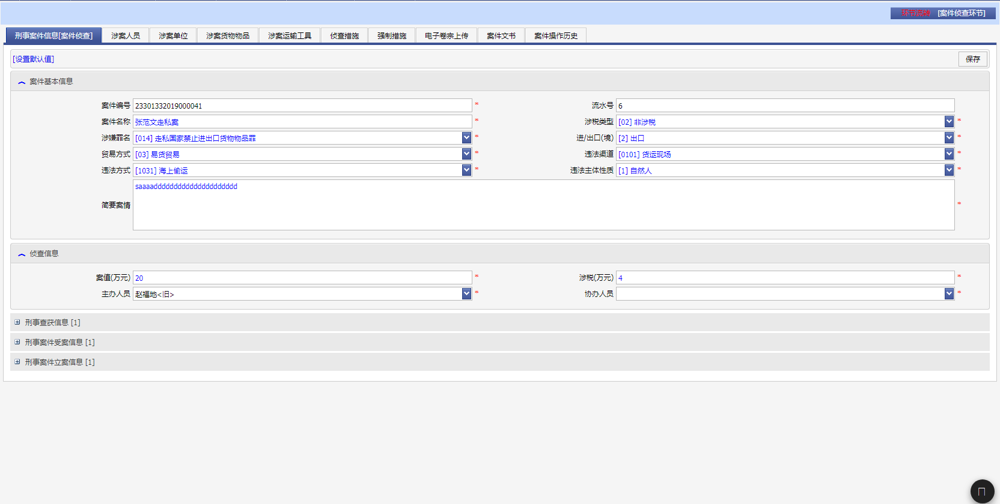 环节流转 [案件侦查环节]
刑事案件信息[案件侦查] 涉案人员 涉案单位 涉案货物物品 涉案运输工具 侦查措施 强制措施 电子卷宗上传 案件文书 案件操作历史
[设置默认值] 保存
案件基本信息
案件编号 23301332019000041 * 流水号 6
案件名称 张范文走私案 * 涉税类型 [02] 非涉税 *
涉嫌罪名 [014] 走私国家禁止进出口货物物品罪 * 进/出口(境) [2] 出口 *
贸易方式 [03] 易货贸易 * 违法渠道 [0101] 货运现场 *
违法方式 [1031] 海上偷运 * 违法主体性质 [1] 自然人 *
简要案情 saaaaddddddddddddddddddddd *
侦查信息
案值(万元) 20 * 涉税(万元) 4 *
主办人员 赵福地<旧> * 协办人员 *
刑事查获信息 [1]
刑事案件受案信息 [1]
刑事案件立案信息 [1]